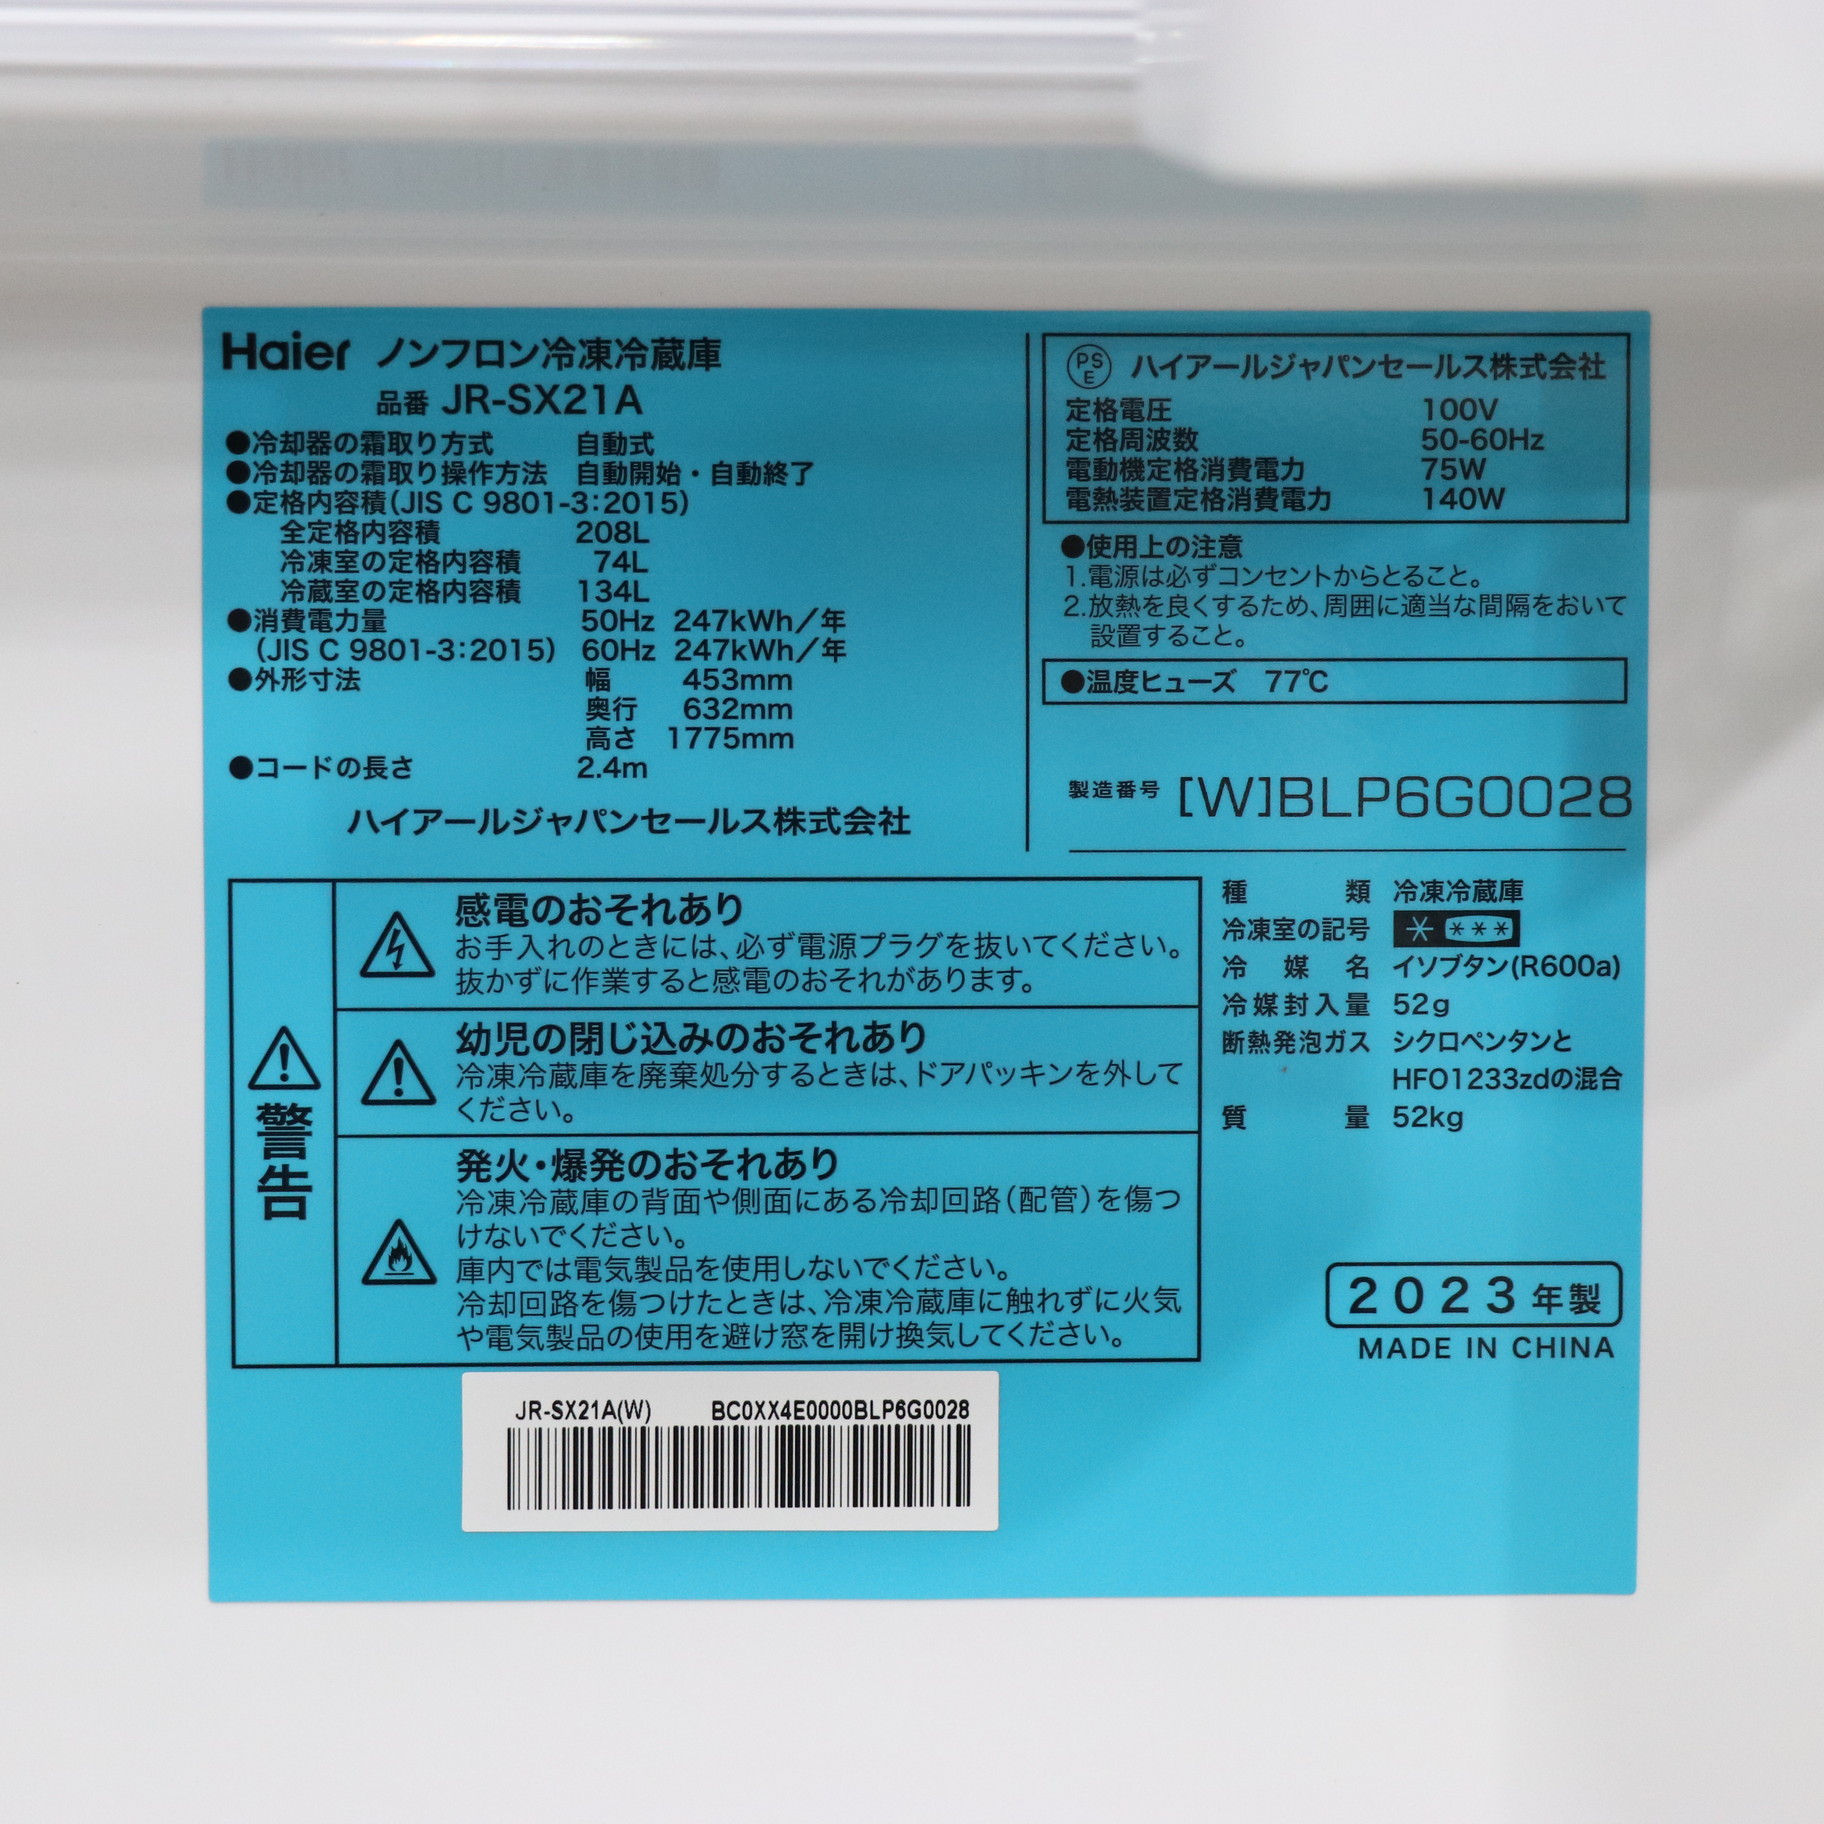 Haier ノンフロン冷凍冷蔵庫
品番 JR-SX21A
●冷却器の霜取り方式 自動式
●冷却器の霜取り操作方法 自動開始・自動終了
●定格内容積(JIS C 9801-3:2015)
全定格内容積 208L
冷凍室の定格内容積 74L
冷蔵室の定格内容積 134L
●消費電力量 50Hz 247kWh/年
(JIS C 9801-3:2015) 60Hz 247kWh/年
●外形寸法 幅 453mm
奥行 632mm
高さ 1775mm
●コードの長さ 2.4m
ハイアールジャパンセールス株式会社
PSE ハイアールジャパンセールス株式会社
定格電圧 100V
定格周波数 50-60Hz
電動機定格消費電力 75W
電熱装置定格消費電力 140W
●使用上の注意
1.電源は必ずコンセントからとること。
2.放熱を良くするため、周囲に適当な間隔をおいて
設置すること。
●温度ヒューズ 77℃
製造番号 [W]BLP6G0028
警告
感電のおそれあり
お手入れのときには、必ず電源プラグを抜いてください。
抜かずに作業すると感電のおそれがあります。
幼児の閉じ込みのおそれあり
冷凍冷蔵庫を廃棄処分するときは、ドアパッキンを外して
ください。
発火・爆発のおそれあり
冷凍冷蔵庫の背面や側面にある冷却回路(配管)を傷つ
けないでください。
庫内では電気製品を使用しないでください。
冷却回路を傷つけたときは、冷凍冷蔵庫に触れずに火気
や電気製品の使用を避け窓を開け換気してください。
種類 冷凍冷蔵庫
冷凍室の記号 * ***
冷媒名 イソブタン(R600a)
冷媒封入量 52g
断熱発泡ガス シクロペンタンと
HFO1233zdの混合
質量 52kg
2023年製
MADE IN CHINA
JR-SX21A(W) BC0XX4E0000BLP6G0028